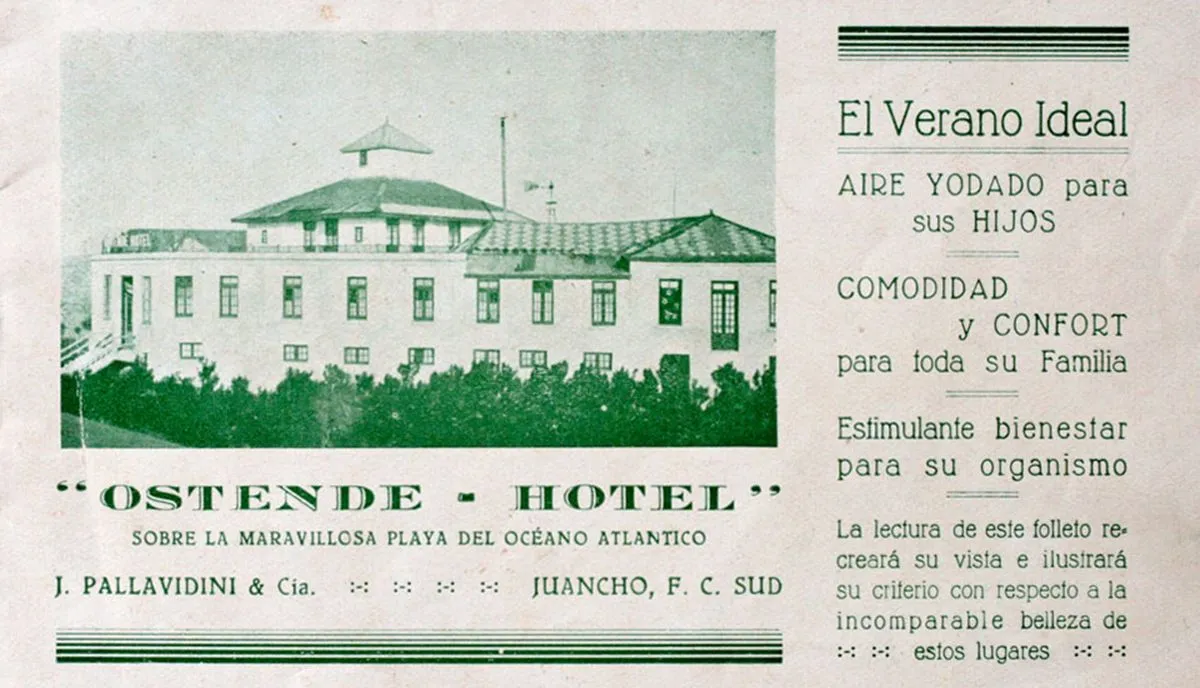 "OSTENDE - HOTEL"
SOBRE LA MARAVILLOSA PLAYA DEL OCÉANO ATLANTICO
J. PALLAVIDINI & Cia. :-: :-: :-: :-: JUANCHO, F. C. SUD
El Verano Ideal
AIRE YODADO para
sus HIJOS
COMODIDAD
y CONFORT
para toda su Familia
Estimulante bienestar
para su organismo
La lectura de este folleto re-
creará su vista e ilustrará
su criterio con respecto a la
incomparable belleza de
:-: :-: estos lugares :-: :-: